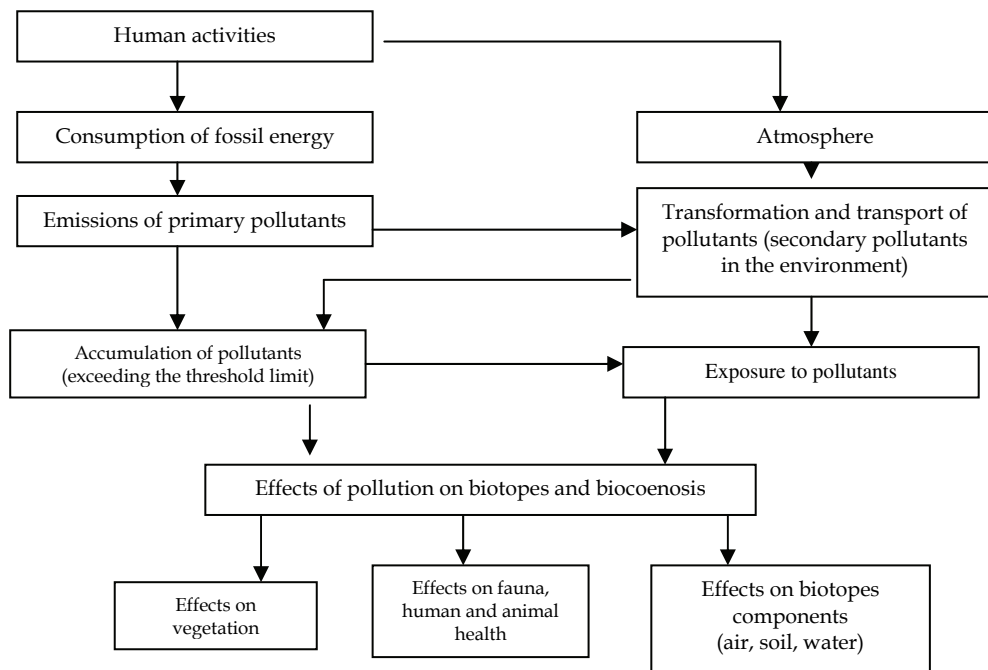 Human activities
Consumption of fossil energy
Atmosphere
Emissions of primary pollutants
Transformation and transport of
pollutants (secondary pollutants
in the environment)
Accumulation of pollutants
(exceeding the threshold limit)
Exposure to pollutants
Effects of pollution on biotopes and biocoenosis
Effects on
vegetation
Effects on fauna,
human and animal
health
Effects on biotopes
components
(air, soil, water)